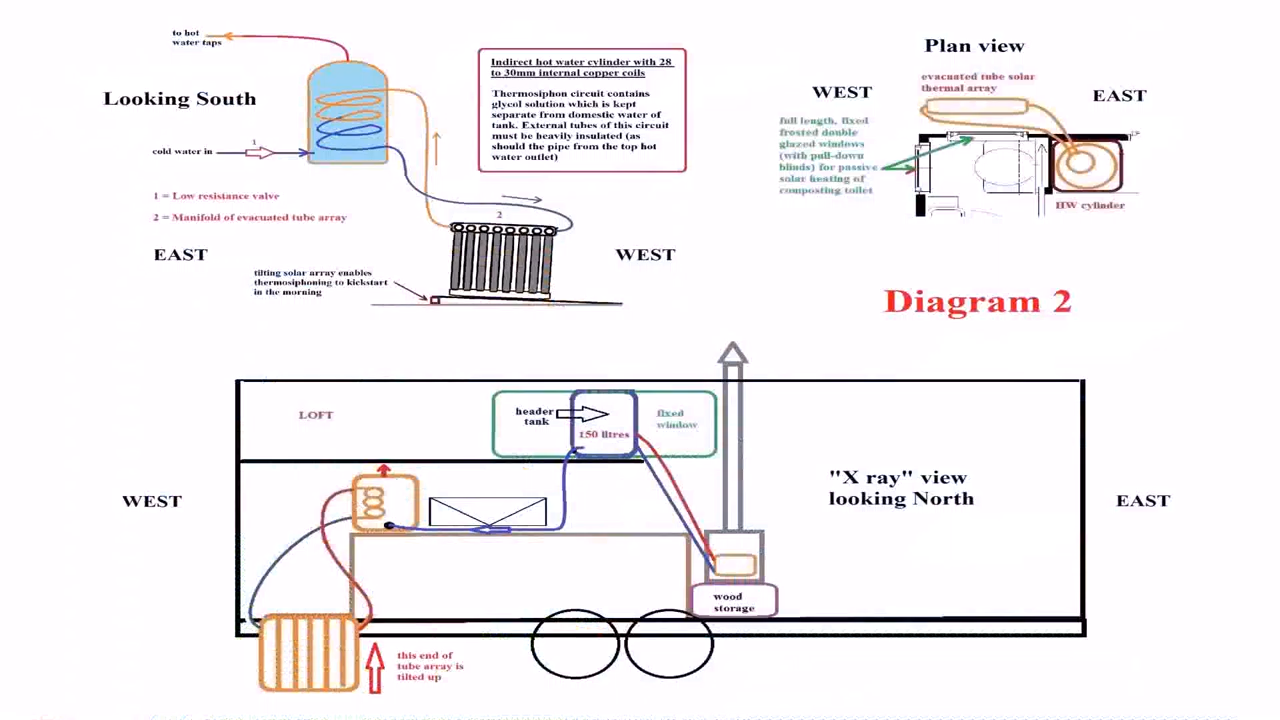 to hot
water taps
Looking South
cold water in
1
1 = Low resistance valve
2 = Manifold of evacuated tube array
EAST
WEST
2
tilting solar array enables
thermosiphoning to kickstart
in the morning
Indirect hot water cylinder with 28
to 30mm internal copper coils
Thermosiphon circuit contains
glycol solution which is kept
separate from domestic water of
tank. External tubes of this circuit
must be heavily insulated (as
should the pipe from the top hot
water outlet)
Plan view
evacuated tube solar
thermal array
WEST
EAST
full length, fixed
frosted double
glazed windows
(with pull-down
blinds) for passive
solar heating of
composting toilet
HW cylinder
Diagram 2
LOFT
header
tank
150 litres
fixed
window
"X ray" view
looking North
WEST
EAST
wood
storage
this end of
tube array is
tilted up